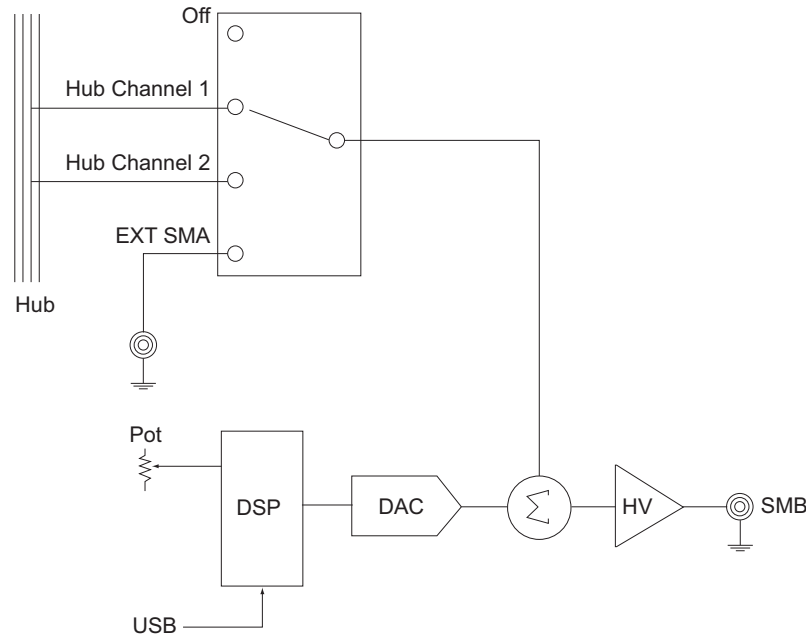 Off
Hub Channel 1
Hub Channel 2
EXT SMA
Hub
Pot
DSP
DAC
Σ
HV
SMB
USB